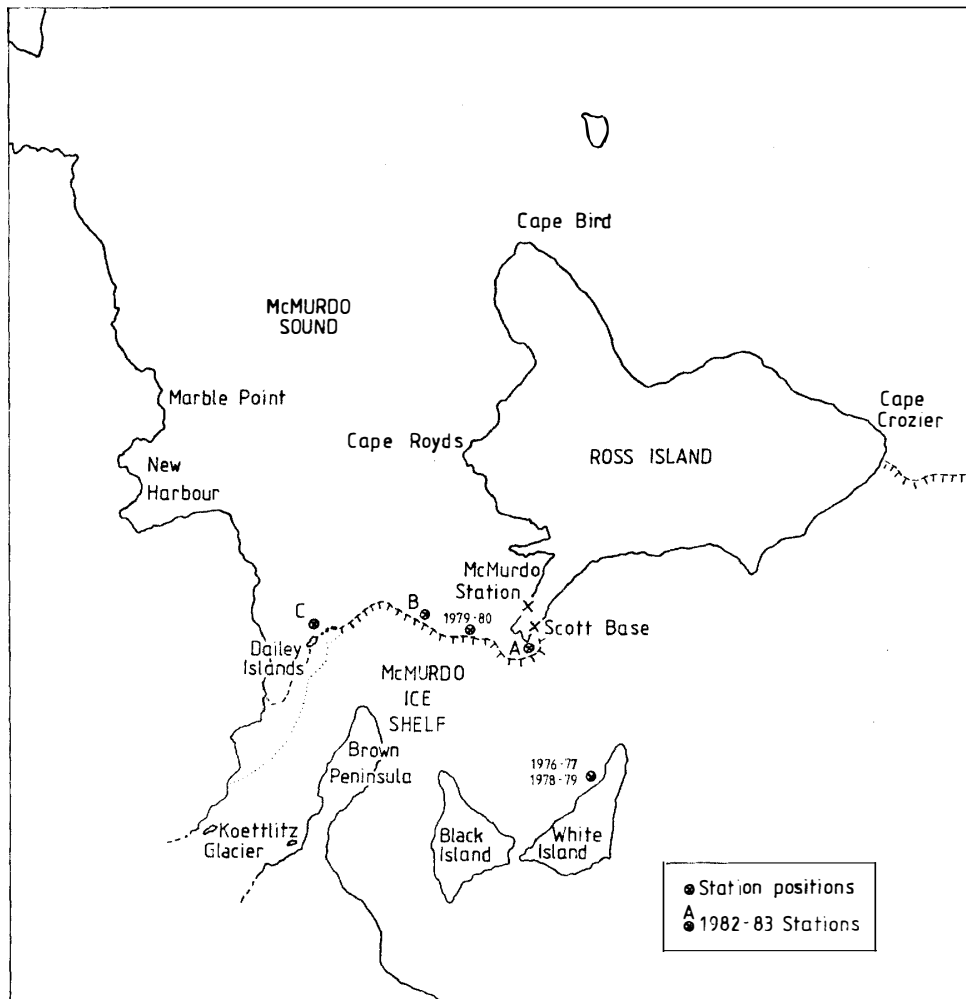 Cape Bird
McMURDO
SOUND
Marble Point
Cape
Crozier
Cape Royds
ROSS ISLAND
New
Harbour
McMurdo
Station
C
B
1979-80
Scott Base
A
Dailey
Islands
McMURDO
ICE
SHELF
Brown
Peninsula
1976-77
1978-79
Koettlitz
Glacier
Black
Island
White
Island
Station positions
A
1982-83 Stations